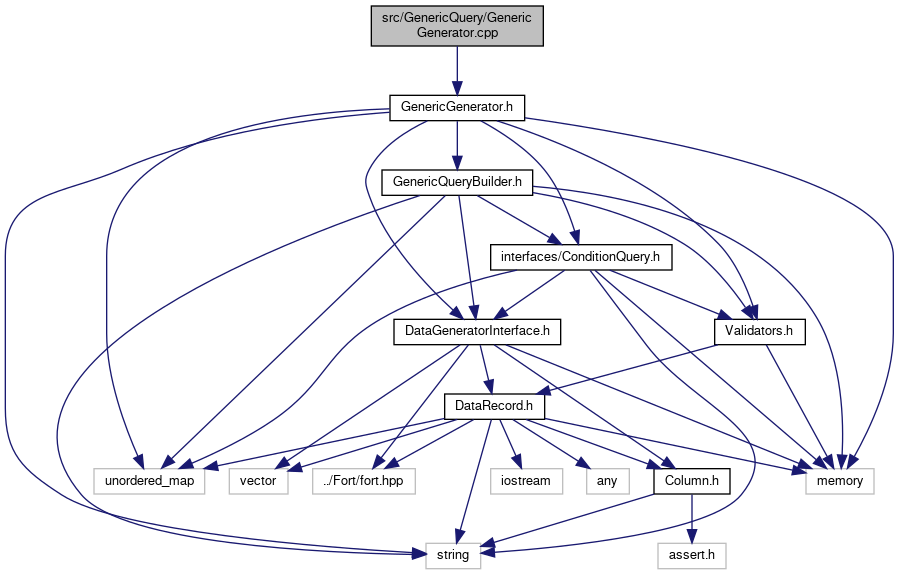 src/GenericQuery/Generic
Generator.cpp
GenericGenerator.h
GenericQueryBuilder.h
interfaces/ConditionQuery.h
DataGeneratorInterface.h
Validators.h
DataRecord.h
unordered_map
vector
../Fort/fort.hpp
iostream
any
Column.h
memory
string
assert.h